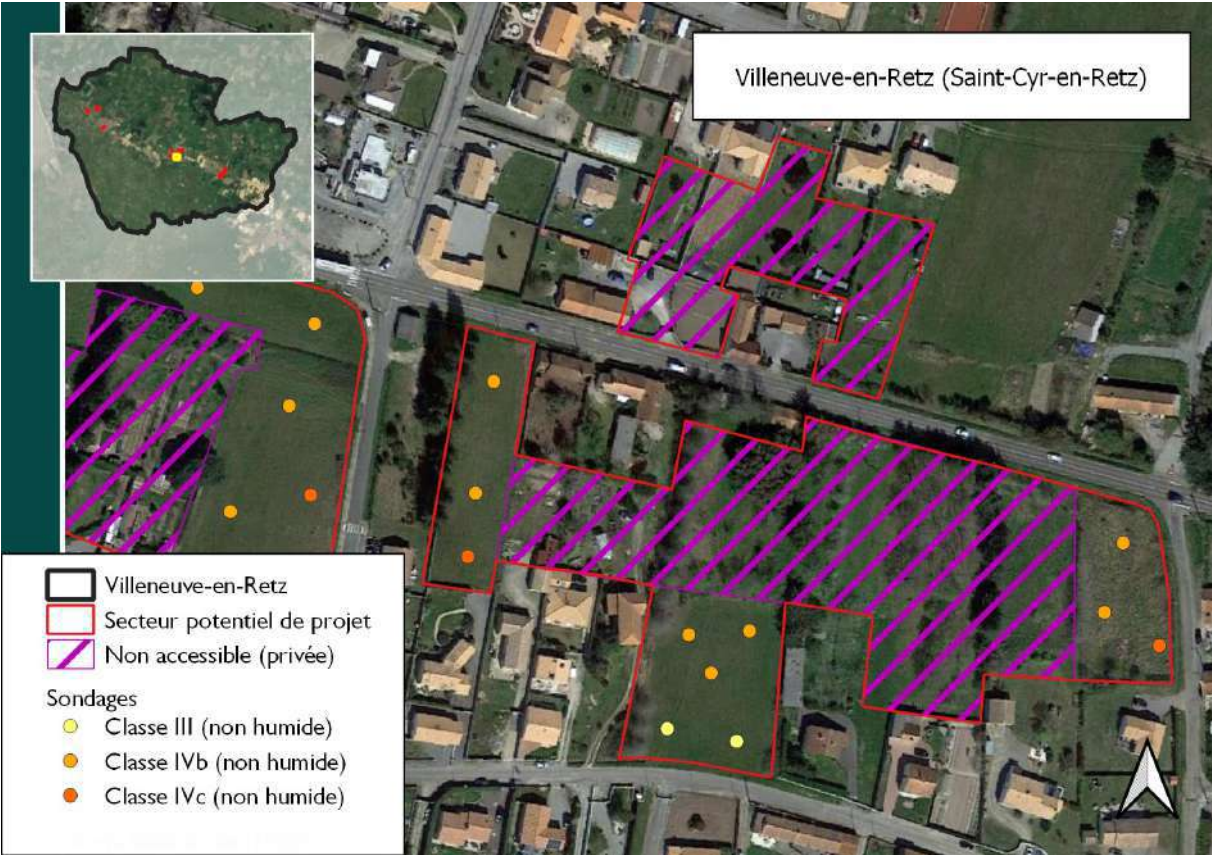 Villeneuve-en-Retz (Saint-Cyr-en-Retz)
Villeneuve-en-Retz
Secteur potentiel de projet
Non accessible (privée)
Sondages
Classe III (non humide)
Classe IVb (non humide)
Classe IVc (non humide)